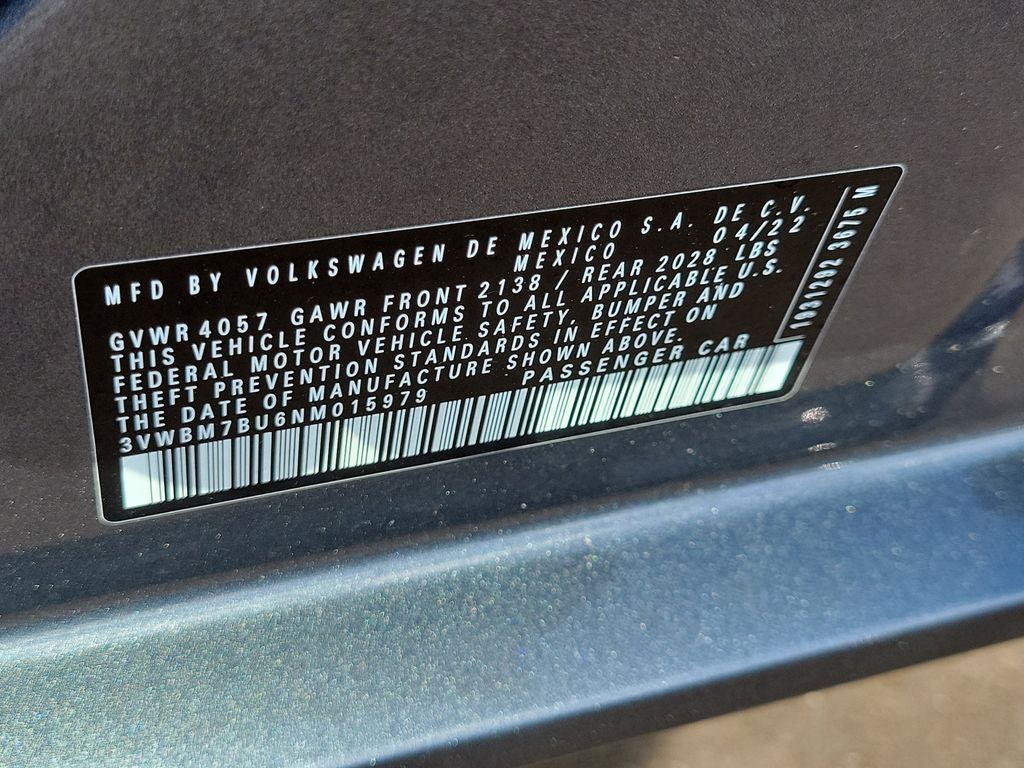 MFD BY VOLKSWAGEN DE MEXICO S.A. DE C.V.
MEXICO 04/22
GVWR 4057 GAWR FRONT 2138 / REAR 2028 LBS
THIS VEHICLE CONFORMS TO ALL APPLICABLE U.S.
FEDERAL MOTOR VEHICLE SAFETY, BUMPER AND
THEFT PREVENTION STANDARDS IN EFFECT ON
THE DATE OF MANUFACTURE SHOWN ABOVE.
3VWBM7BU6NM015979 PASSENGER CAR
3675 M